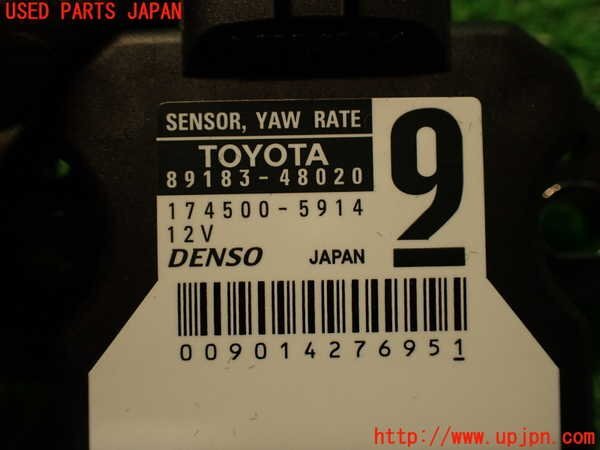 USED PARTS JAPAN
SENSOR, YAW RATE
TOYOTA
89183-48020
9
174500-5914
12V
DENSO JAPAN
009014276951
http://www.upjpn.com/